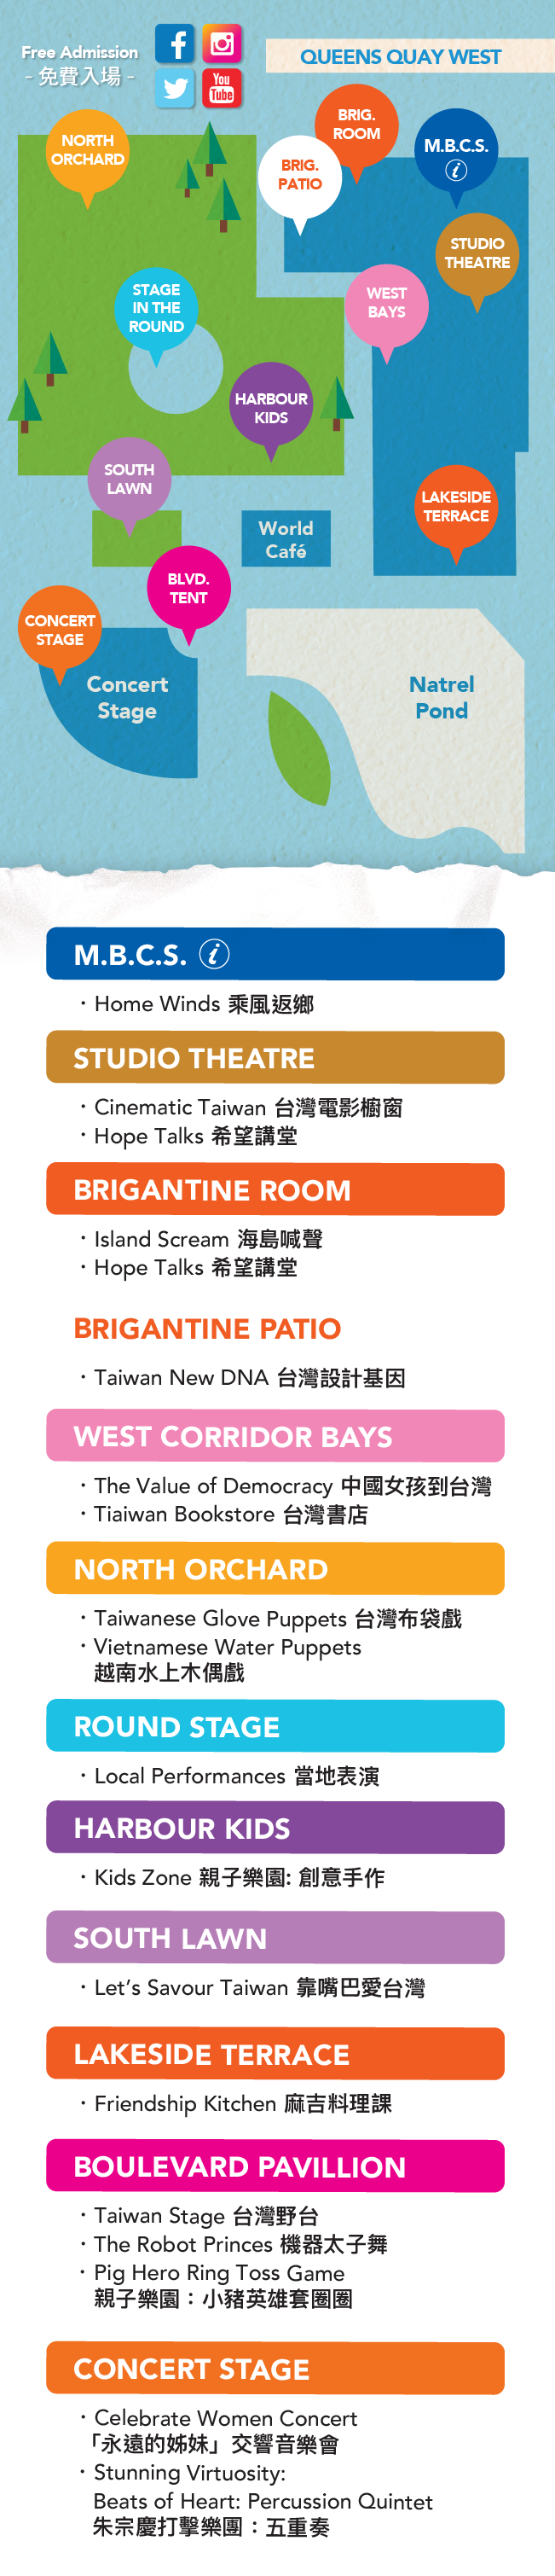 Free Admission
- 免費入場 -
You
Tube
QUEENS QUAY WEST
NORTH
ORCHARD
BRIG.
ROOM
BRIG.
PATIO
M.B.C.S.
i
STUDIO
THEATRE
STAGE
IN THE
ROUND
WEST
BAYS
HARBOUR
KIDS
SOUTH
LAWN
LAKESIDE
TERRACE
World
Café
BLVD.
TENT
CONCERT
STAGE
Concert
Stage
Natrel
Pond
M.B.C.S. i
· Home Winds 乘風返鄉
STUDIO THEATRE
· Cinematic Taiwan 台灣電影櫥窗
· Hope Talks 希望講堂
BRIGANTINE ROOM
· Island Scream 海島喊聲
· Hope Talks 希望講堂
BRIGANTINE PATIO
· Taiwan New DNA 台灣設計基因
WEST CORRIDOR BAYS
· The Value of Democracy 中國女孩到台灣
· Tiaiwan Bookstore 台灣書店
NORTH ORCHARD
· Taiwanese Glove Puppets 台灣布袋戲
· Vietnamese Water Puppets
越南水上木偶戲
ROUND STAGE
· Local Performances 當地表演
HARBOUR KIDS
· Kids Zone 親子樂園: 創意手作
SOUTH LAWN
· Let's Savour Taiwan 靠嘴巴愛台灣
LAKESIDE TERRACE
· Friendship Kitchen 麻吉料理課
BOULEVARD PAVILLION
· Taiwan Stage 台灣野台
· The Robot Princes 機器太子舞
· Pig Hero Ring Toss Game
親子樂園：小豬英雄套圈圈
CONCERT STAGE
· Celebrate Women Concert
「永遠的姊妹」交響音樂會
· Stunning Virtuosity:
Beats of Heart: Percussion Quintet
朱宗慶打擊樂團：五重奏